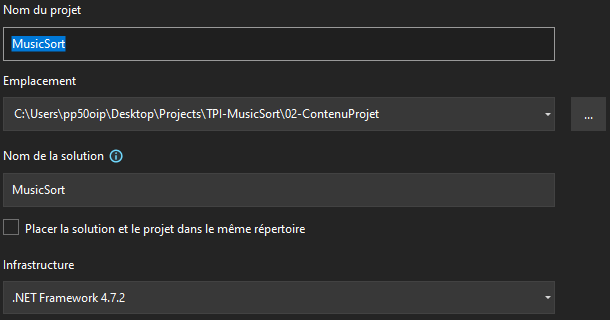 Nom du projet
MusicSort
Emplacement
C:\Users\pp50oip\Desktop\Projects\TPI-MusicSort\02-ContenuProjet
...
Nom de la solution
MusicSort
Placer la solution et le projet dans le même répertoire
Infrastructure
.NET Framework 4.7.2